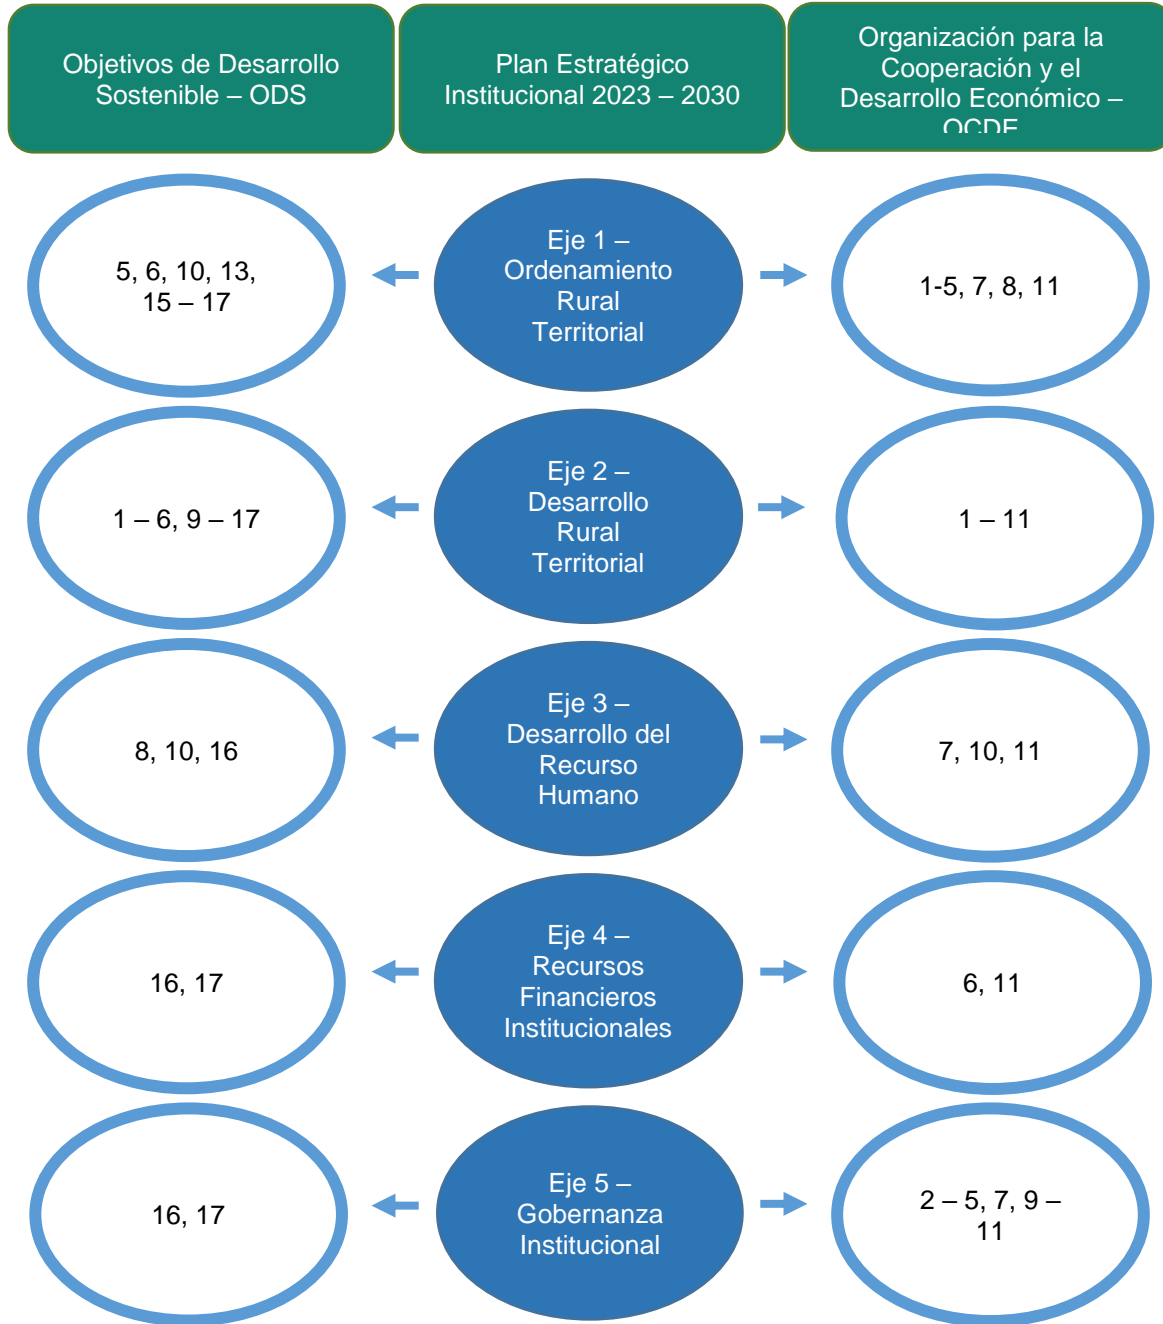 Objetivos de Desarrollo
Sostenible – ODS
Plan Estratégico
Institucional 2023 – 2030
Organización para la
Cooperación y el
Desarrollo Económico –
OCDE
5, 6, 10, 13,
15 – 17
Eje 1 –
Ordenamiento
Rural
Territorial
1-5, 7, 8, 11
1 – 6, 9 – 17
Eje 2 –
Desarrollo
Rural
Territorial
1 – 11
8, 10, 16
Eje 3 –
Desarrollo del
Recurso
Humano
7, 10, 11
16, 17
Eje 4 –
Recursos
Financieros
Institucionales
6, 11
16, 17
Eje 5 –
Gobernanza
Institucional
2 – 5, 7, 9 –
11